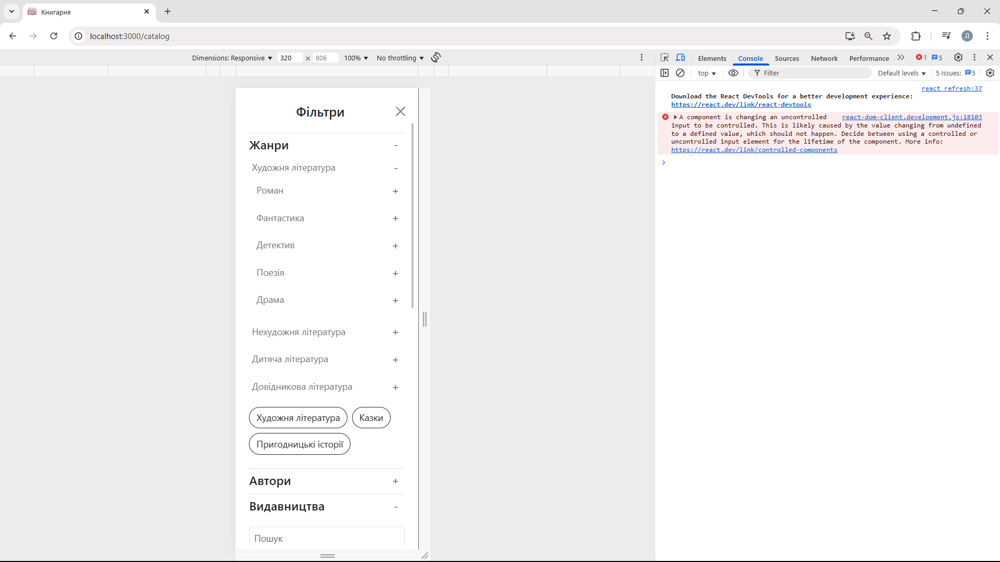 Книгарня
localhost:3000/catalog
Dimensions: Responsive 320 × 806 100% No throttling
Elements Console Sources Network Performance 1 5
top Filter Default levels 5 Issues: 5
Фільтри
Жанри -
Художня література -
Роман +
Фантастика +
Детектив +
Поезія +
Драма +
Нехудожня література +
Дитяча література +
Довідникова література +
Художня література Казки
Пригодницькі історії
Автори +
Видавництва -
Пошук
react refresh:37
Download the React DevTools for a better development experience:
https://react.dev/link/react-devtools
A component is changing an uncontrolled react-dom-client.development.js:18103
input to be controlled. This is likely caused by the value changing from undefined
to a defined value, which should not happen. Decide between using a controlled or
uncontrolled input element for the lifetime of the component. More info:
https://react.dev/link/controlled-components
Д